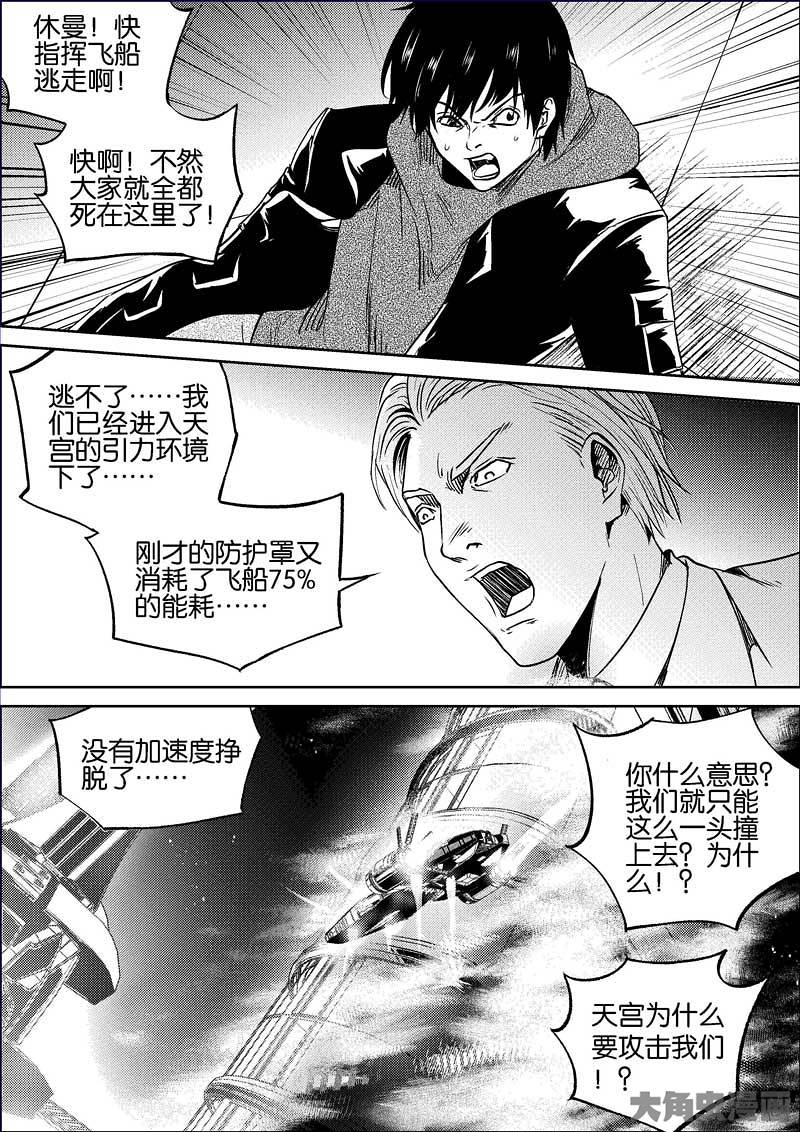 休曼！快
指挥飞船
逃走啊！
快啊！不然
大家就全都
死在这里了！
逃不了……我
们已经进入天
宫的引力环境
下了……
刚才的防护罩又
消耗了飞船75%
的能耗……
没有加速度挣
脱了……
你什么意思？
我们就只能
这么一头撞
上去？为什
么！？
天宫为什么
要攻击我们
！？
大角虫漫画